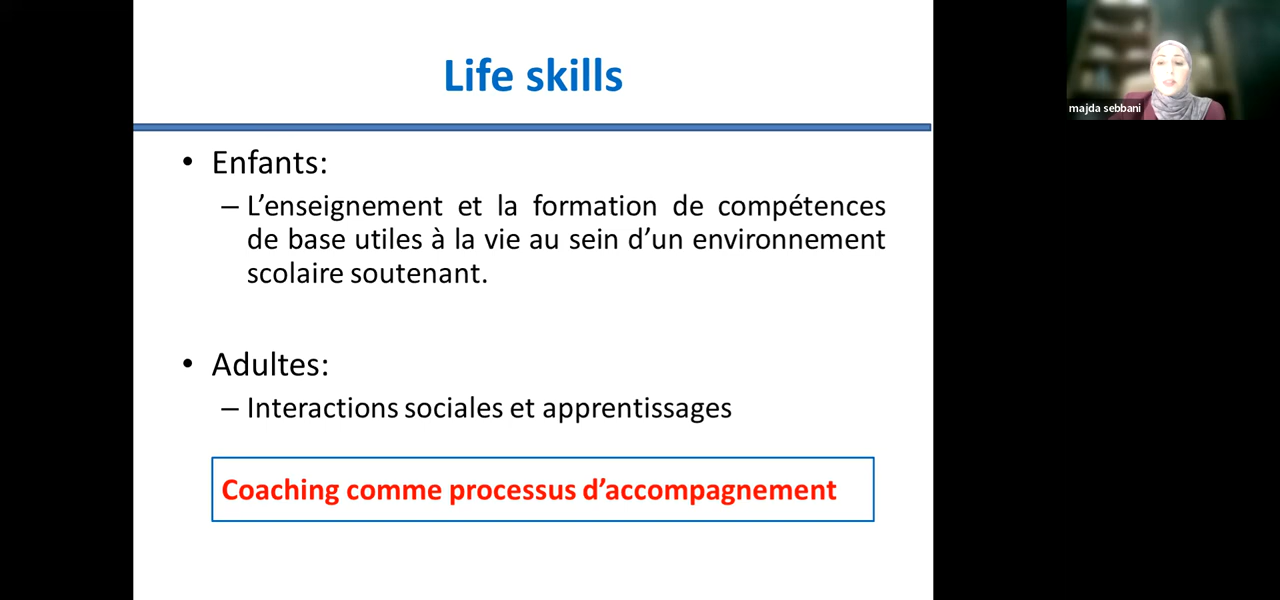 Life skills
• Enfants:
– L’enseignement et la formation de compétences
de base utiles à la vie au sein d’un environnement
scolaire soutenant.
• Adultes:
– Interactions sociales et apprentissages
Coaching comme processus d’accompagnement
majda sebbani